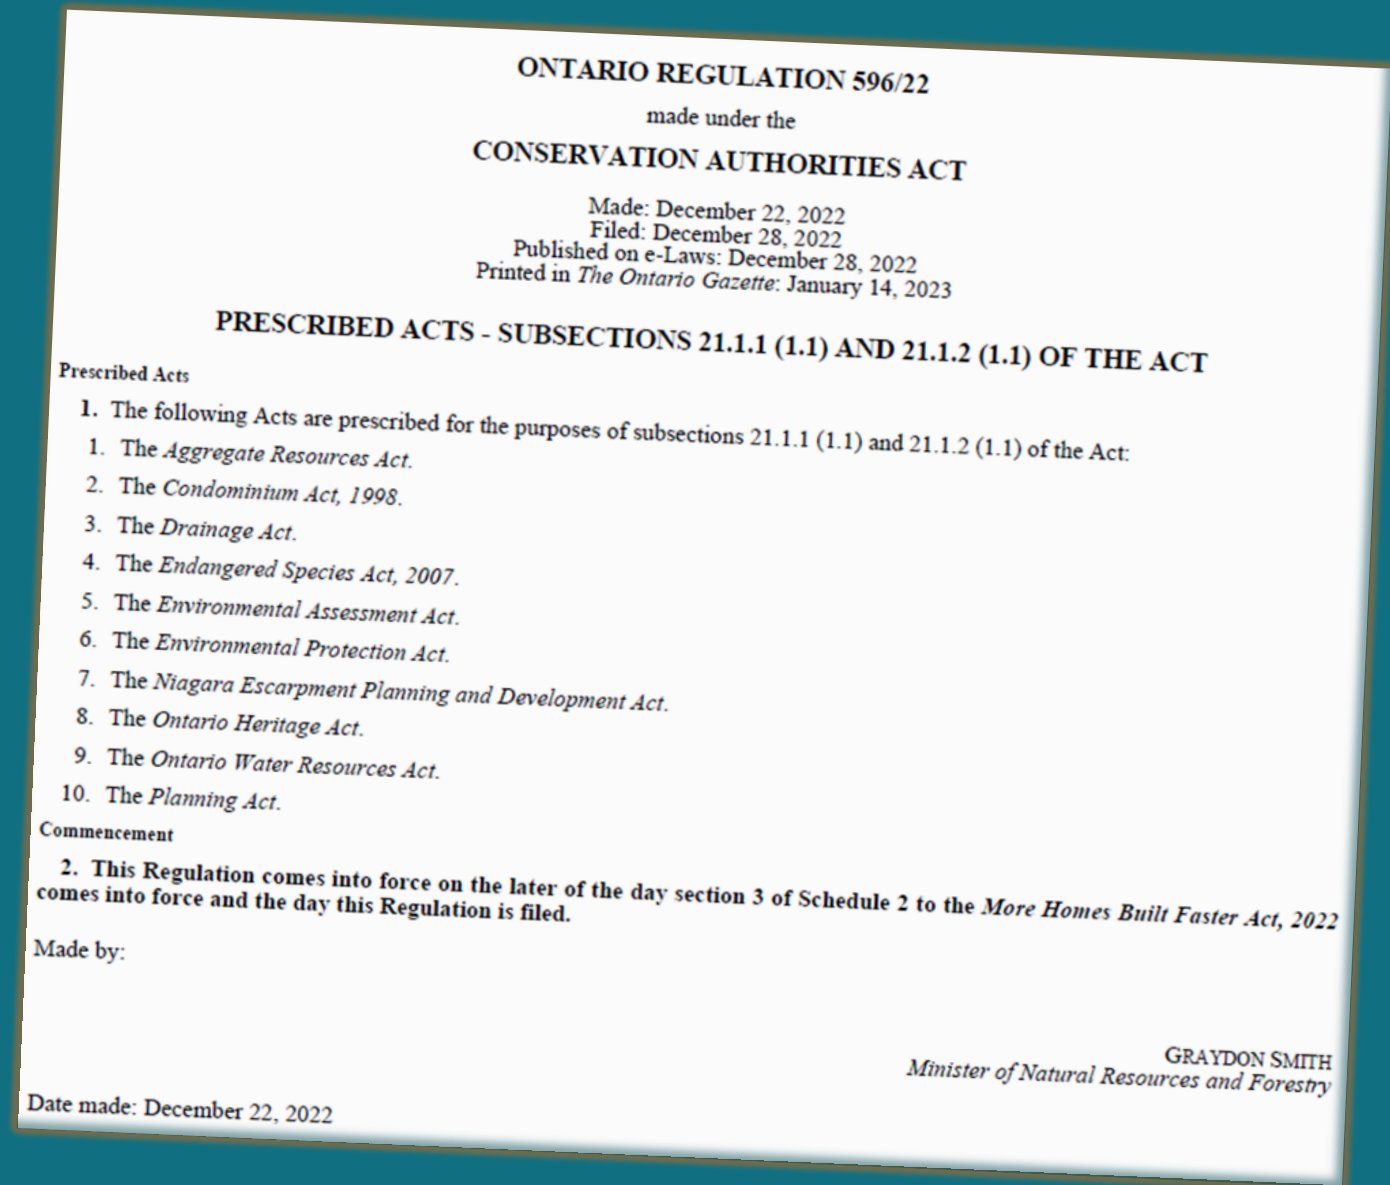 ONTARIO REGULATION 596/22
made under the
CONSERVATION AUTHORITIES ACT
Made: December 22, 2022
Filed: December 28, 2022
Published on e-Laws: December 28, 2022
Printed in The Ontario Gazette: January 14, 2023
PRESCRIBED ACTS - SUBSECTIONS 21.1.1 (1.1) AND 21.1.2 (1.1) OF THE ACT
Prescribed Acts
1. The following Acts are prescribed for the purposes of subsections 21.1.1 (1.1) and 21.1.2 (1.1) of the Act:
1. The Aggregate Resources Act.
2. The Condominium Act, 1998.
3. The Drainage Act.
4. The Endangered Species Act, 2007.
5. The Environmental Assessment Act.
6. The Environmental Protection Act.
7. The Niagara Escarpment Planning and Development Act.
8. The Ontario Heritage Act.
9. The Ontario Water Resources Act.
10. The Planning Act.
Commencement
2. This Regulation comes into force on the later of the day section 3 of Schedule 2 to the More Homes Built Faster Act, 2022
comes into force and the day this Regulation is filed.
Made by:
GRAYDON SMITH
Minister of Natural Resources and Forestry
Date made: December 22, 2022